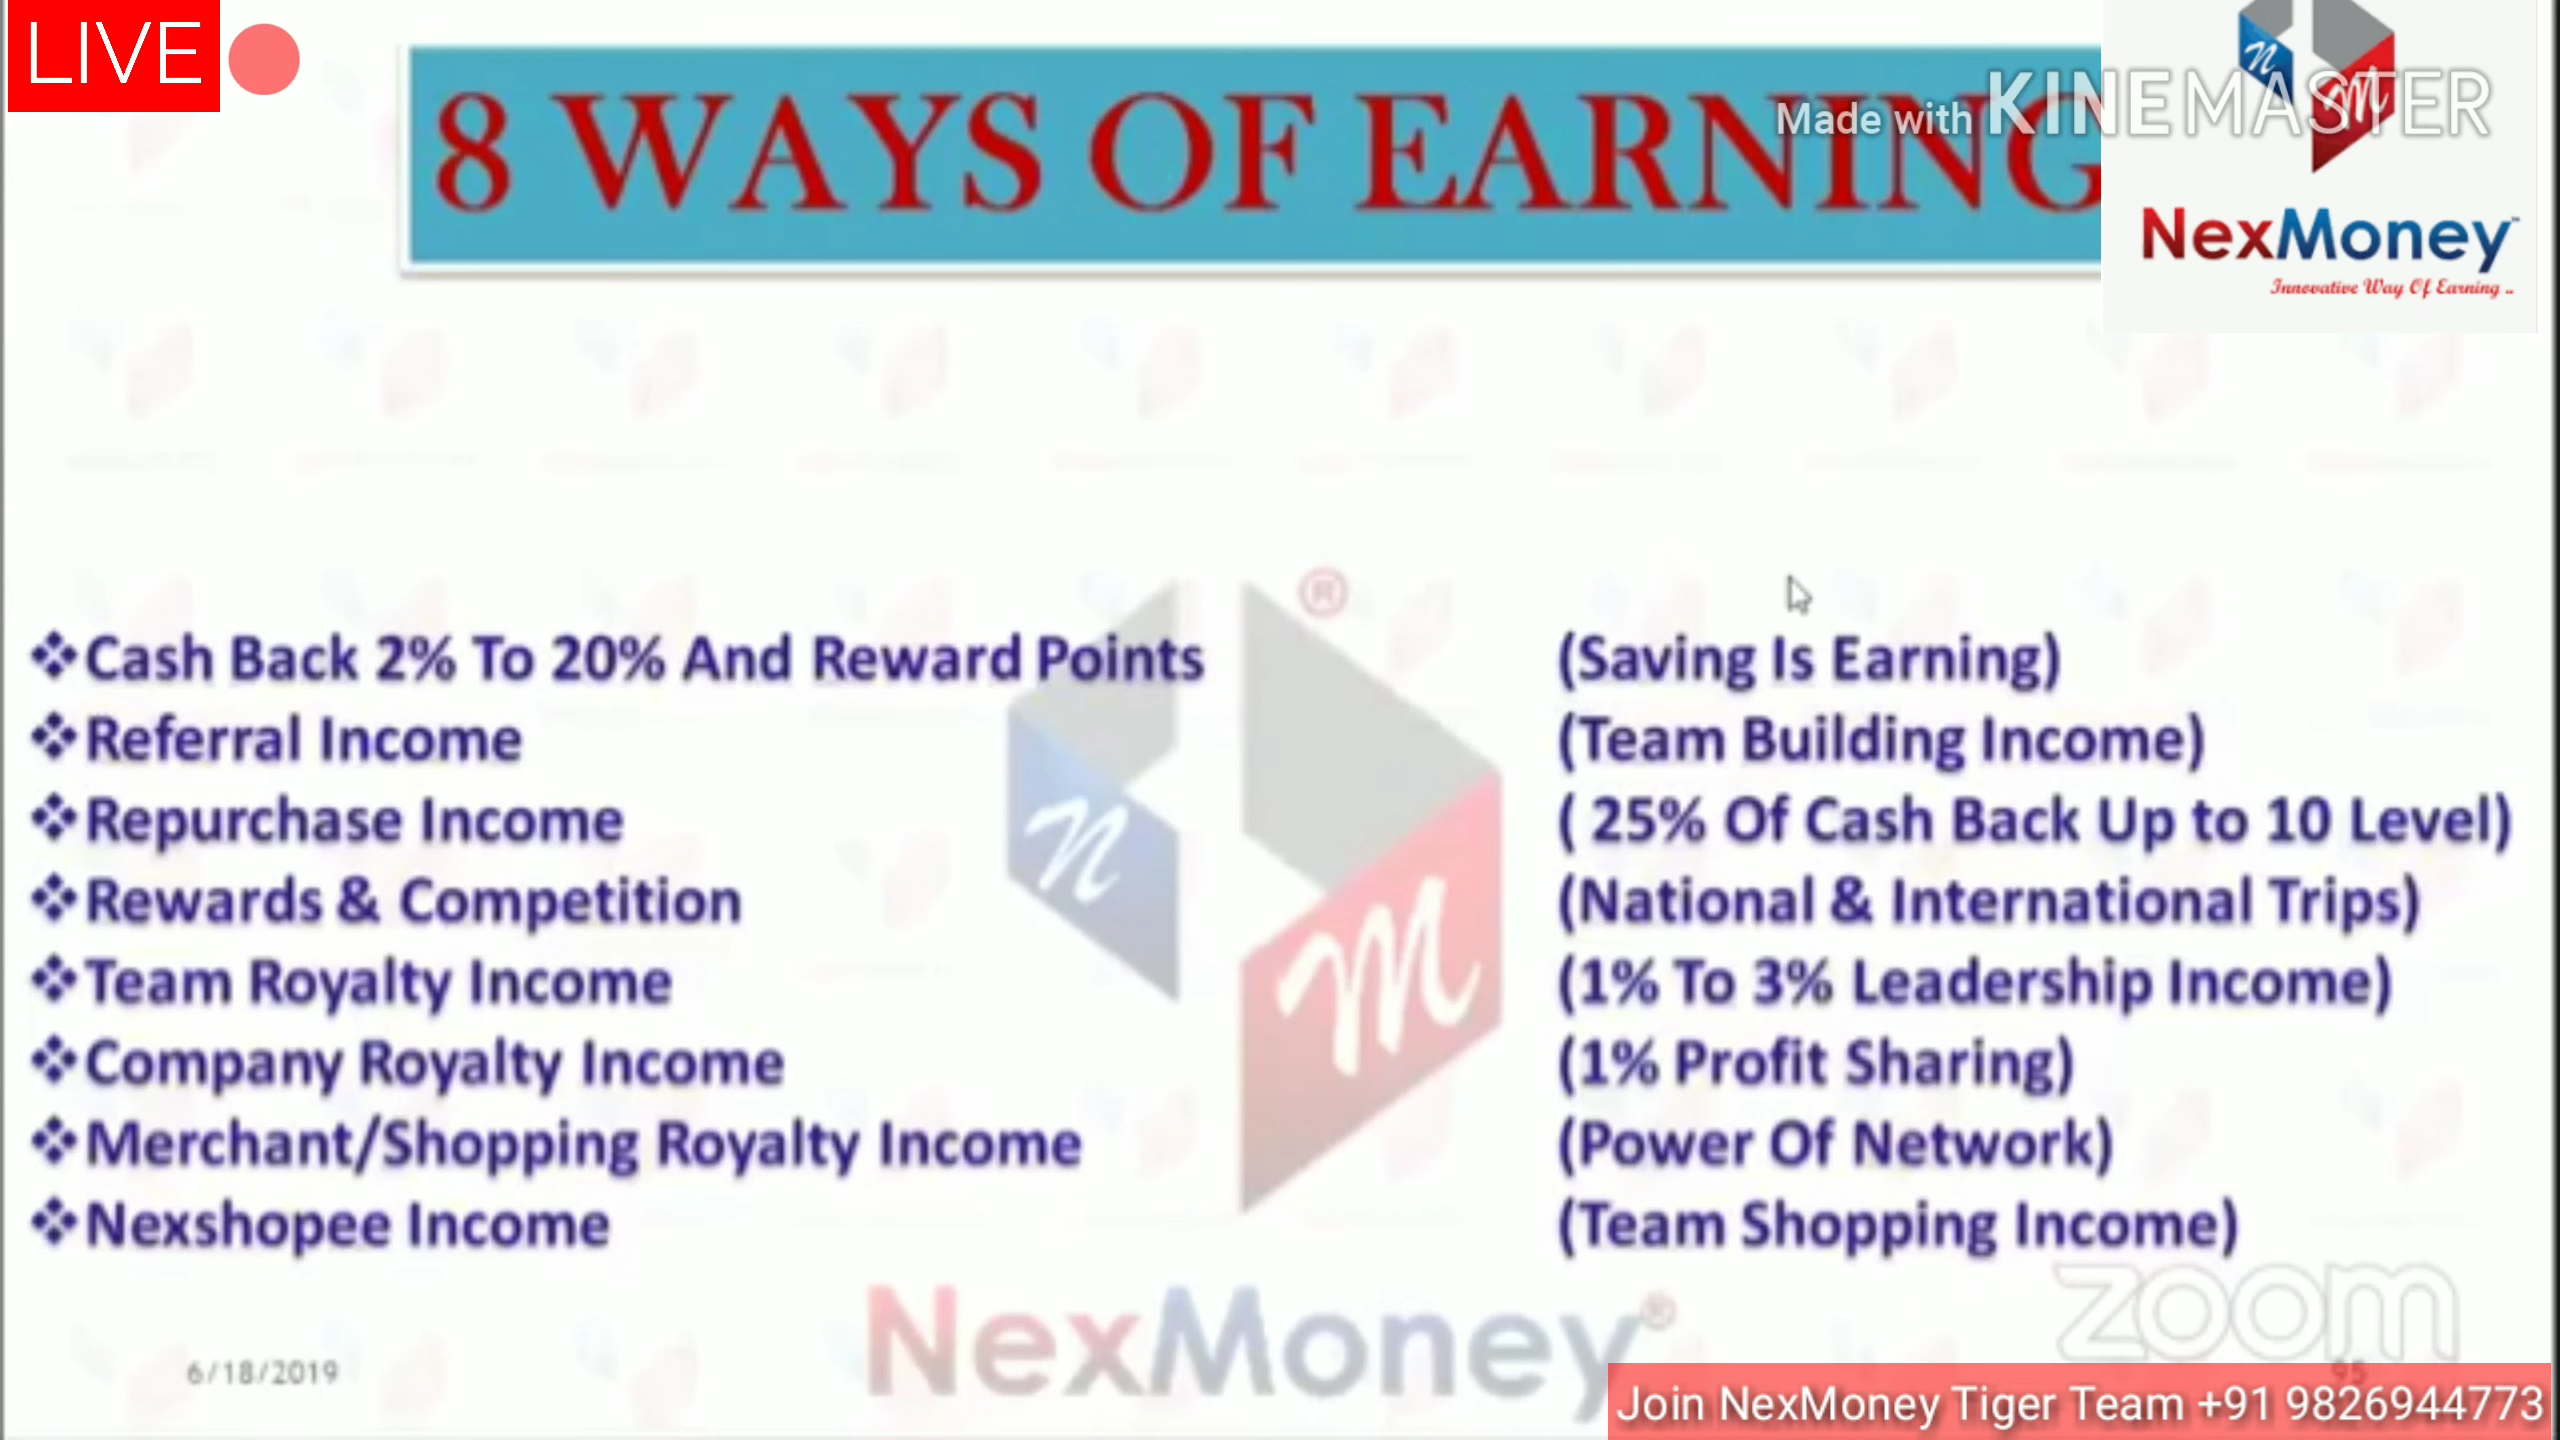 LIVE
8 WAYS OF EARNING
Made with KINEMASTER
n
m
NexMoney™
Innovative Way Of Earning ..
®
n
m
❖Cash Back 2% To 20% And Reward Points (Saving Is Earning)
❖Referral Income (Team Building Income)
❖Repurchase Income ( 25% Of Cash Back Up to 10 Level)
❖Rewards & Competition (National & International Trips)
❖Team Royalty Income (1% To 3% Leadership Income)
❖Company Royalty Income (1% Profit Sharing)
❖Merchant/Shopping Royalty Income (Power Of Network)
❖Nexshopee Income (Team Shopping Income)
zoom
NexMoney®
6/18/2019
95
Join NexMoney Tiger Team +91 9826944773